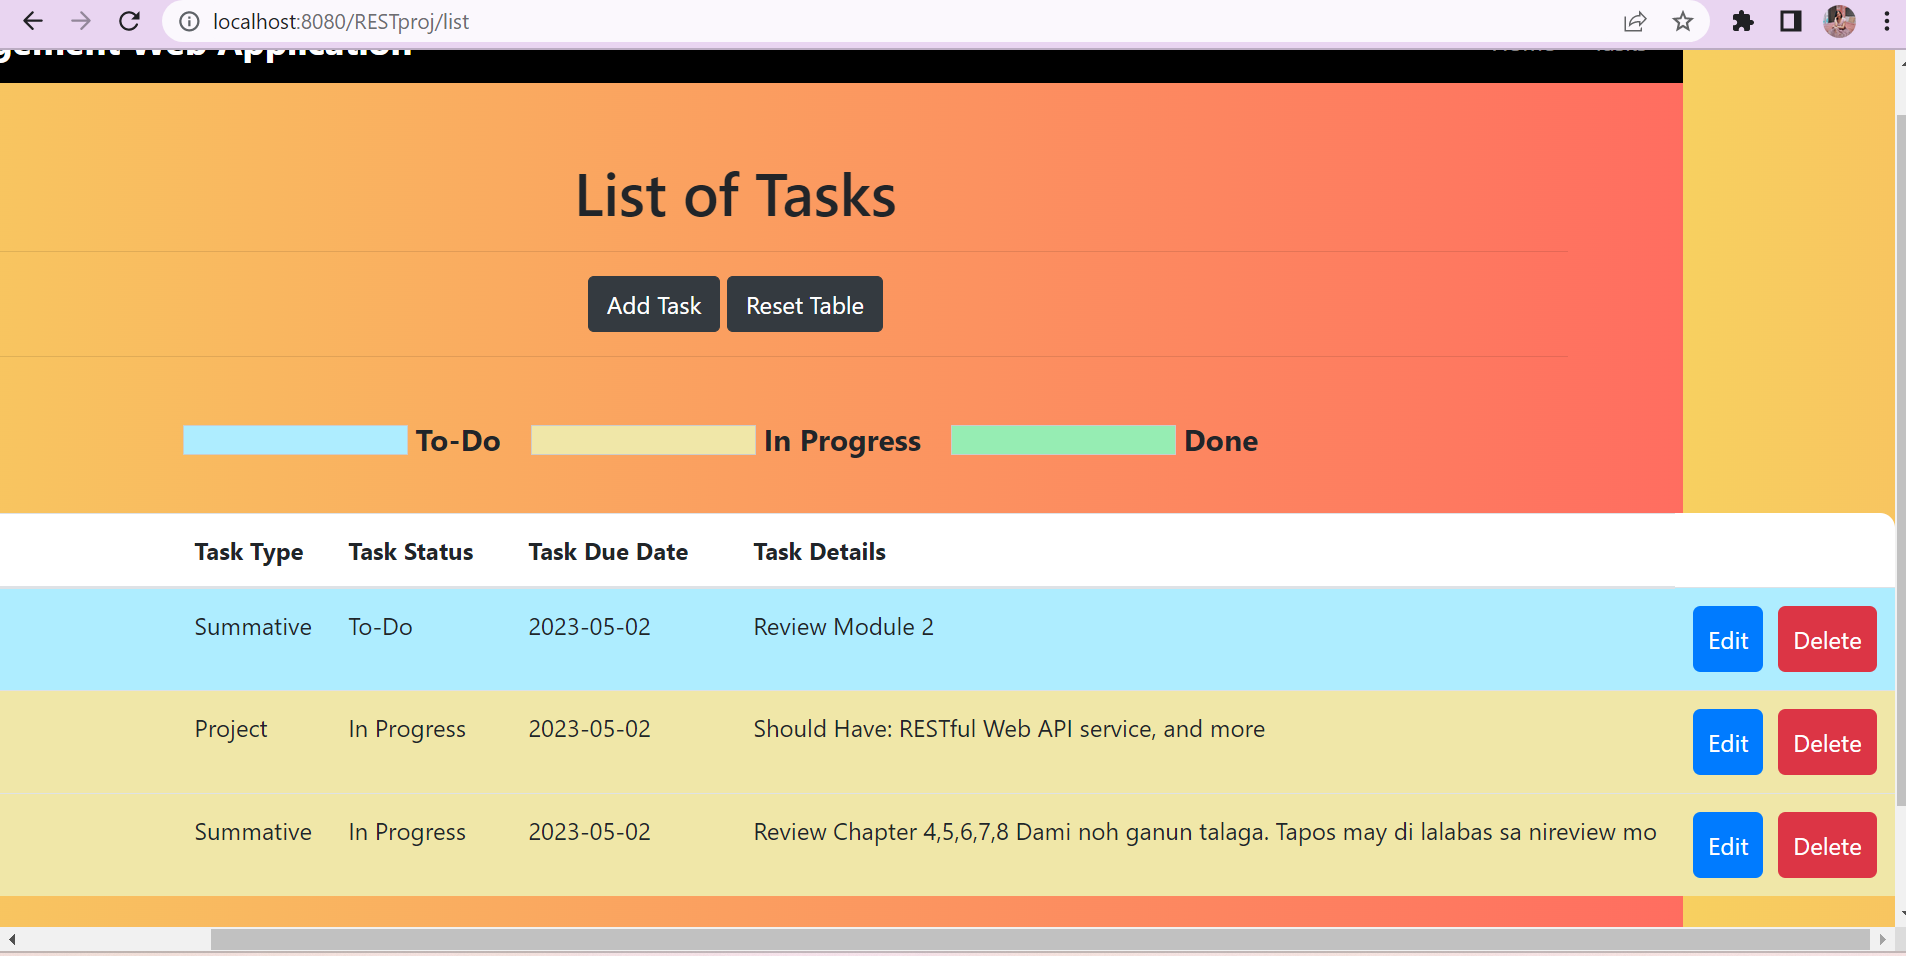 localhost:8080/RESTproj/list
Web Application
List of Tasks
Add Task Reset Table
To-Do In Progress Done
Task Type Task Status Task Due Date Task Details
Summative To-Do 2023-05-02 Review Module 2 Edit Delete
Project In Progress 2023-05-02 Should Have: RESTful Web API service, and more Edit Delete
Summative In Progress 2023-05-02 Review Chapter 4,5,6,7,8 Dami noh ganun talaga. Tapos may di lalabas sa nireview mo Edit Delete